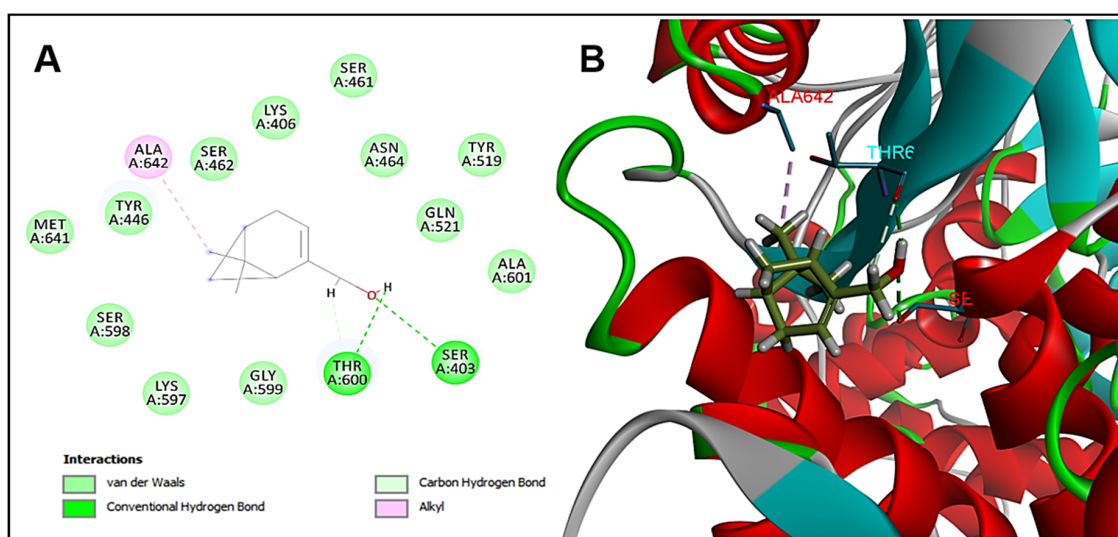 A
SER
A:461
LYS
A:406
ALA
A:642
SER
A:462
ASN
A:464
TYR
A:519
TYR
A:446
MET
A:641
GLN
A:521
ALA
A:601
H
O
H
SER
A:598
THR
A:600
SER
A:403
LYS
A:597
GLY
A:599
Interactions
van der Waals
Conventional Hydrogen Bond
Carbon Hydrogen Bond
Alkyl
B
ALA642
THR6
SE